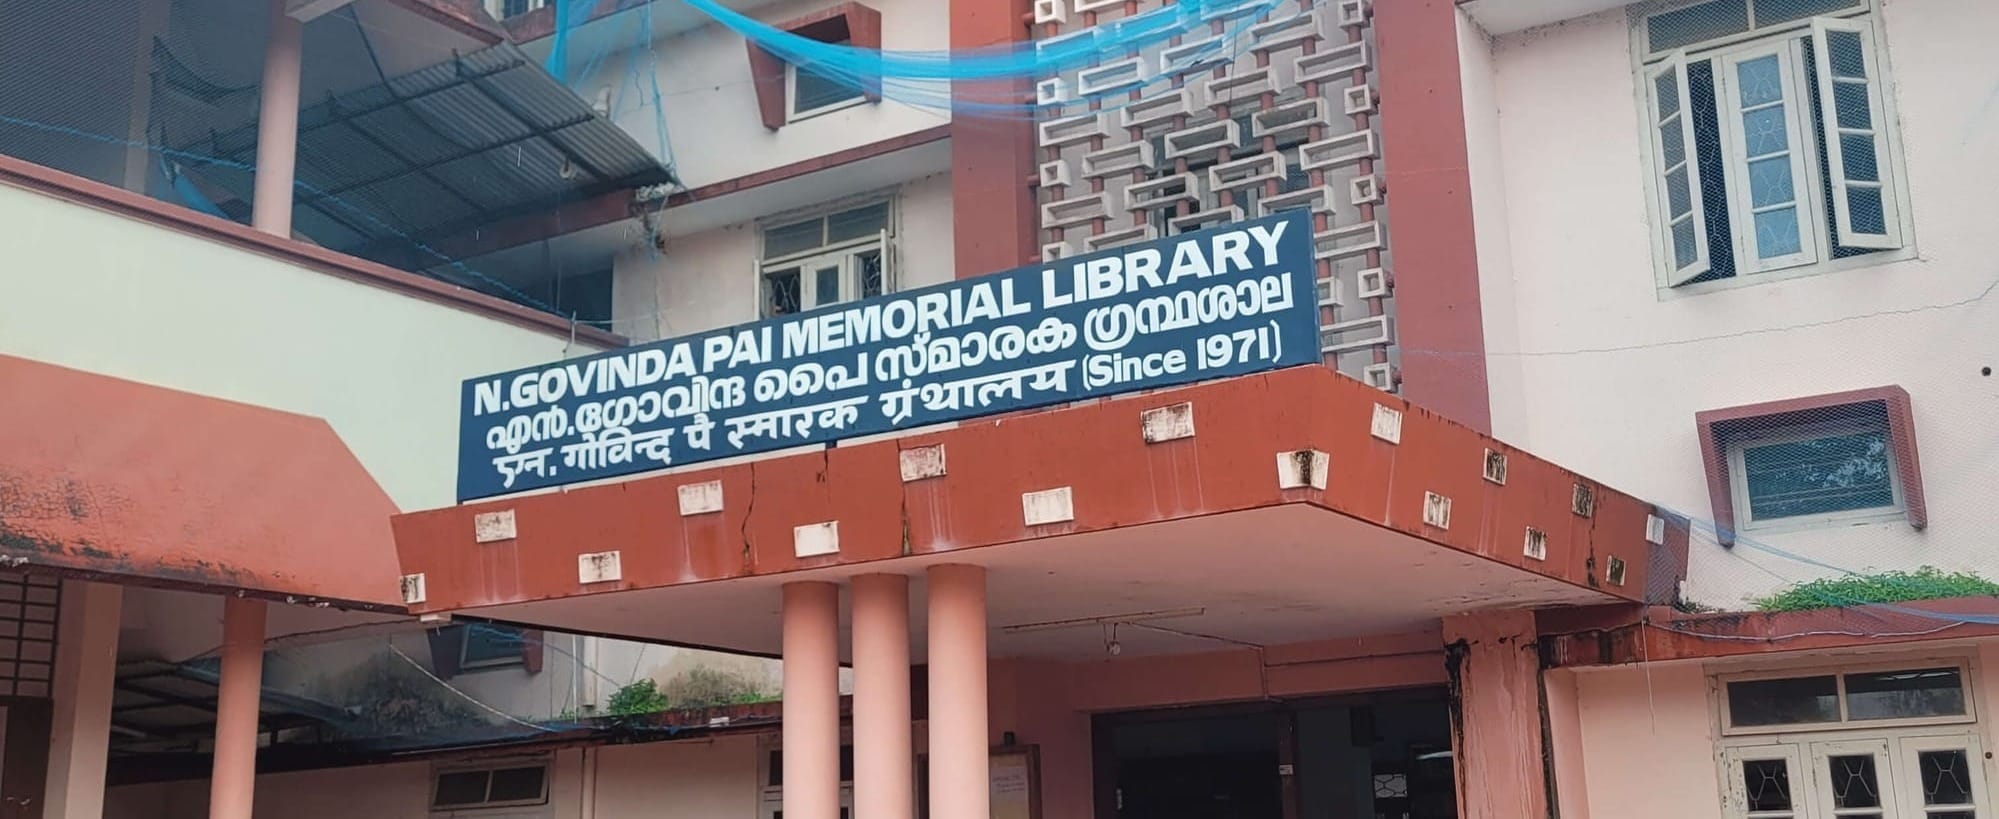 N.GOVINDA PAI MEMORIAL LIBRARY
എൻ.ഗോവിന്ദ പൈ സ്മാരക ഗ്രന്ഥശാല
एन. गोविन्द पै स्मारक ग्रंथालय (Since 1971)